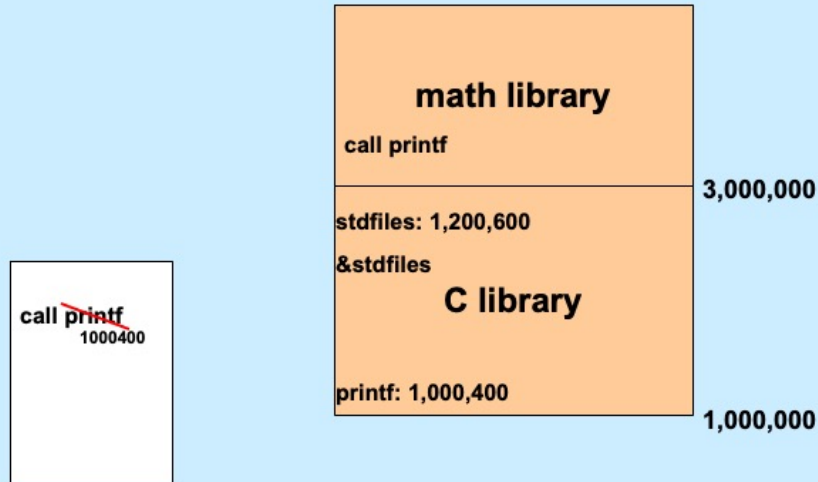 math library
call printf
3,000,000
stdfiles: 1,200,600
&stdfiles
C library
printf: 1,000,400
1,000,000
call printf
1000400